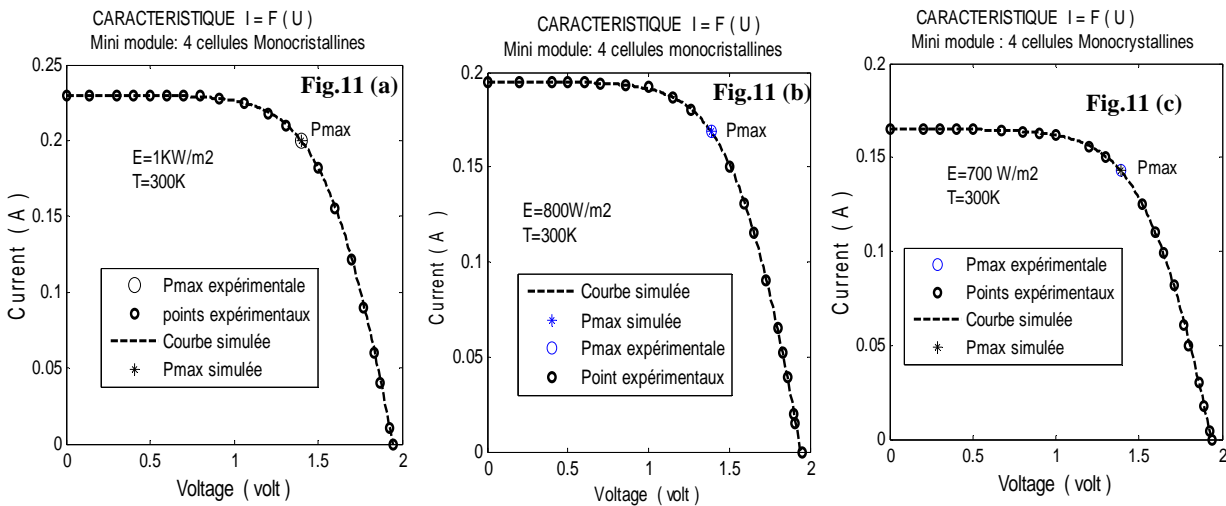 CARACTERISTIQUE I = F ( U )
Mini module: 4 cellules Monocristallines
Fig.11 (a)
Pmax
E=1KW/m2
T=300K
Pmax expérimentale
points expérimentaux
Courbe simulée
Pmax simulée
Current ( A )
0.25
0.2
0.15
0.1
0.05
0
0 0.5 1 1.5 2
Voltage ( volt )
CARACTERISTIQUE I = F ( U )
Mini module: 4 cellules monocristallines
Fig.11 (b)
Pmax
E=800W/m2
T=300K
Courbe simulée
Pmax simulée
Pmax expérimentale
Point expérimentaux
Current ( A )
0.2
0.15
0.1
0.05
0
0 0.5 1 1.5 2
Voltage ( volt )
CARACTERISTIQUE I = F ( U )
Mini module : 4 cellules Monocrystallines
Fig.11 (c)
Pmax
E=700 W/m2
T=300K
Pmax expérimentale
Points expérimentaux
Courbe simulée
Pmax simulée
Current ( A )
0.2
0.15
0.1
0.05
0
0 0.5 1 1.5 2
Voltage ( volt )